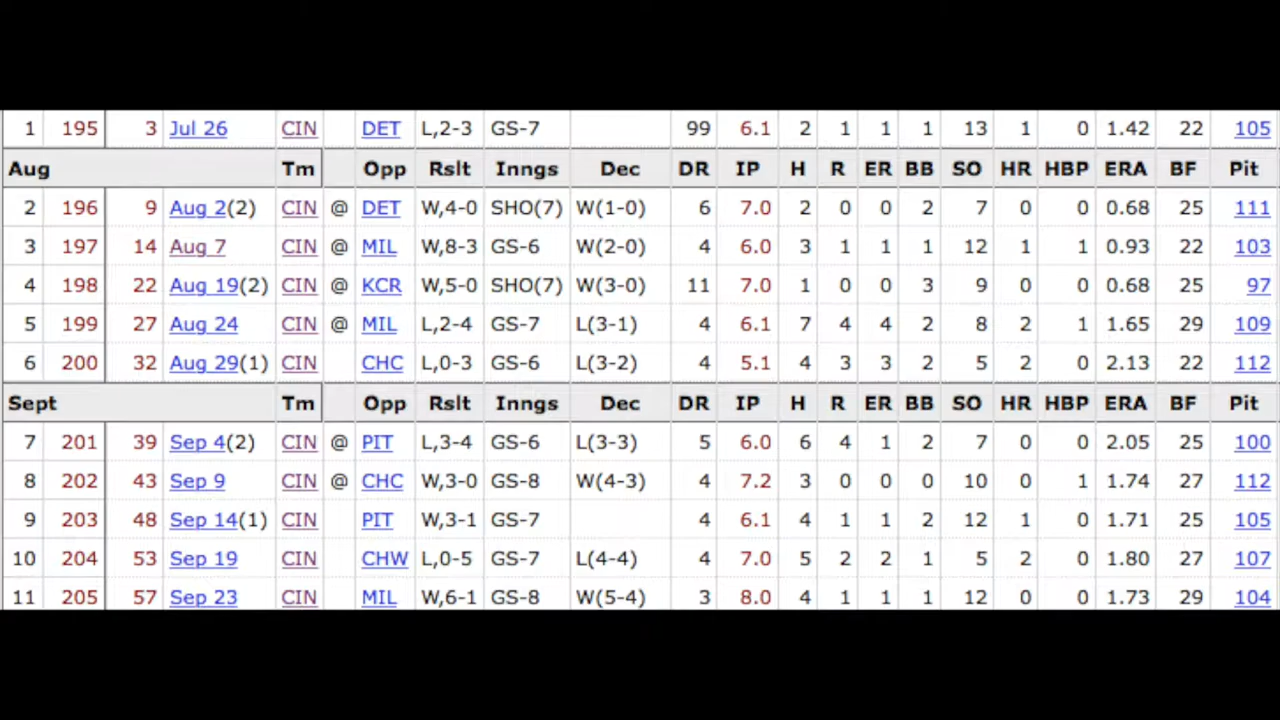 1 195 3 Jul 26 CIN DET L,2-3 GS-7 99 6.1 2 1 1 1 13 1 0 1.42 22 105
Aug Tm Opp Rslt Inngs Dec DR IP H R ER BB SO HR HBP ERA BF Pit
2 196 9 Aug 2(2) CIN @ DET W,4-0 SHO(7) W(1-0) 6 7.0 2 0 0 2 7 0 0 0.68 25 111
3 197 14 Aug 7 CIN @ MIL W,8-3 GS-6 W(2-0) 4 6.0 3 1 1 1 12 1 1 0.93 22 103
4 198 22 Aug 19(2) CIN @ KCR W,5-0 SHO(7) W(3-0) 11 7.0 1 0 0 3 9 0 0 0.68 25 97
5 199 27 Aug 24 CIN @ MIL L,2-4 GS-7 L(3-1) 4 6.1 7 4 4 2 8 2 1 1.65 29 109
6 200 32 Aug 29(1) CIN CHC L,0-3 GS-6 L(3-2) 4 5.1 4 3 3 2 5 2 0 2.13 22 112
Sept Tm Opp Rslt Inngs Dec DR IP H R ER BB SO HR HBP ERA BF Pit
7 201 39 Sep 4(2) CIN @ PIT L,3-4 GS-6 L(3-3) 5 6.0 6 4 1 2 7 0 0 2.05 25 100
8 202 43 Sep 9 CIN @ CHC W,3-0 GS-8 W(4-3) 4 7.2 3 0 0 0 10 0 1 1.74 27 112
9 203 48 Sep 14(1) CIN PIT W,3-1 GS-7 4 6.1 4 1 1 2 12 1 0 1.71 25 105
10 204 53 Sep 19 CIN CHW L,0-5 GS-7 L(4-4) 4 7.0 5 2 2 1 5 2 0 1.80 27 107
11 205 57 Sep 23 CIN MIL W,6-1 GS-8 W(5-4) 3 8.0 4 1 1 1 12 0 0 1.73 29 104